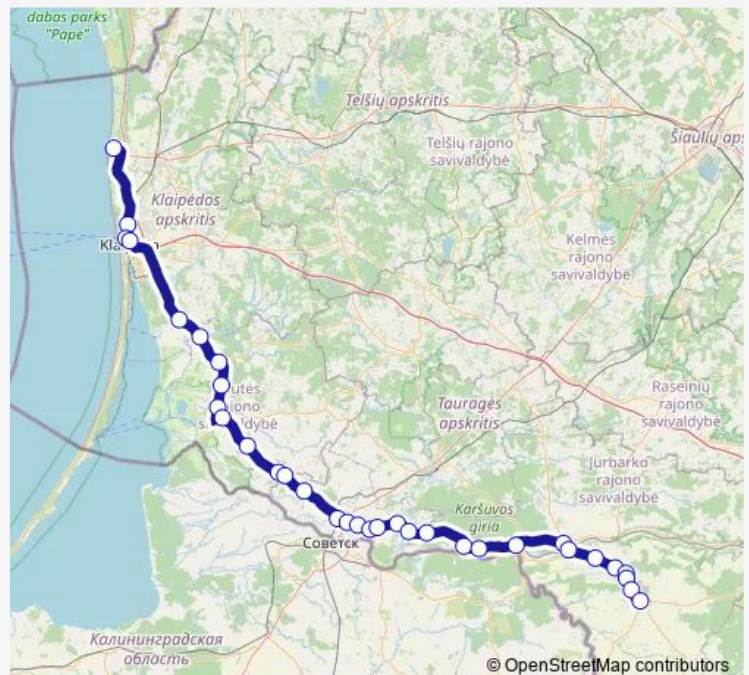 dabas parks
"Pape"
Telšių apskritis
Telšių rajono
savivaldybė
Šiaulių aps
Klaipėdos
apskritis
Kelmės
rajono
savivaldybė
Raseinių
rajono
savivaldybė
Tauragės
apskritis
Jurbarko
rajono
savivaldybė
Karšuvos
giria
Советск
Калининградская
область
© OpenStreetMap contributors